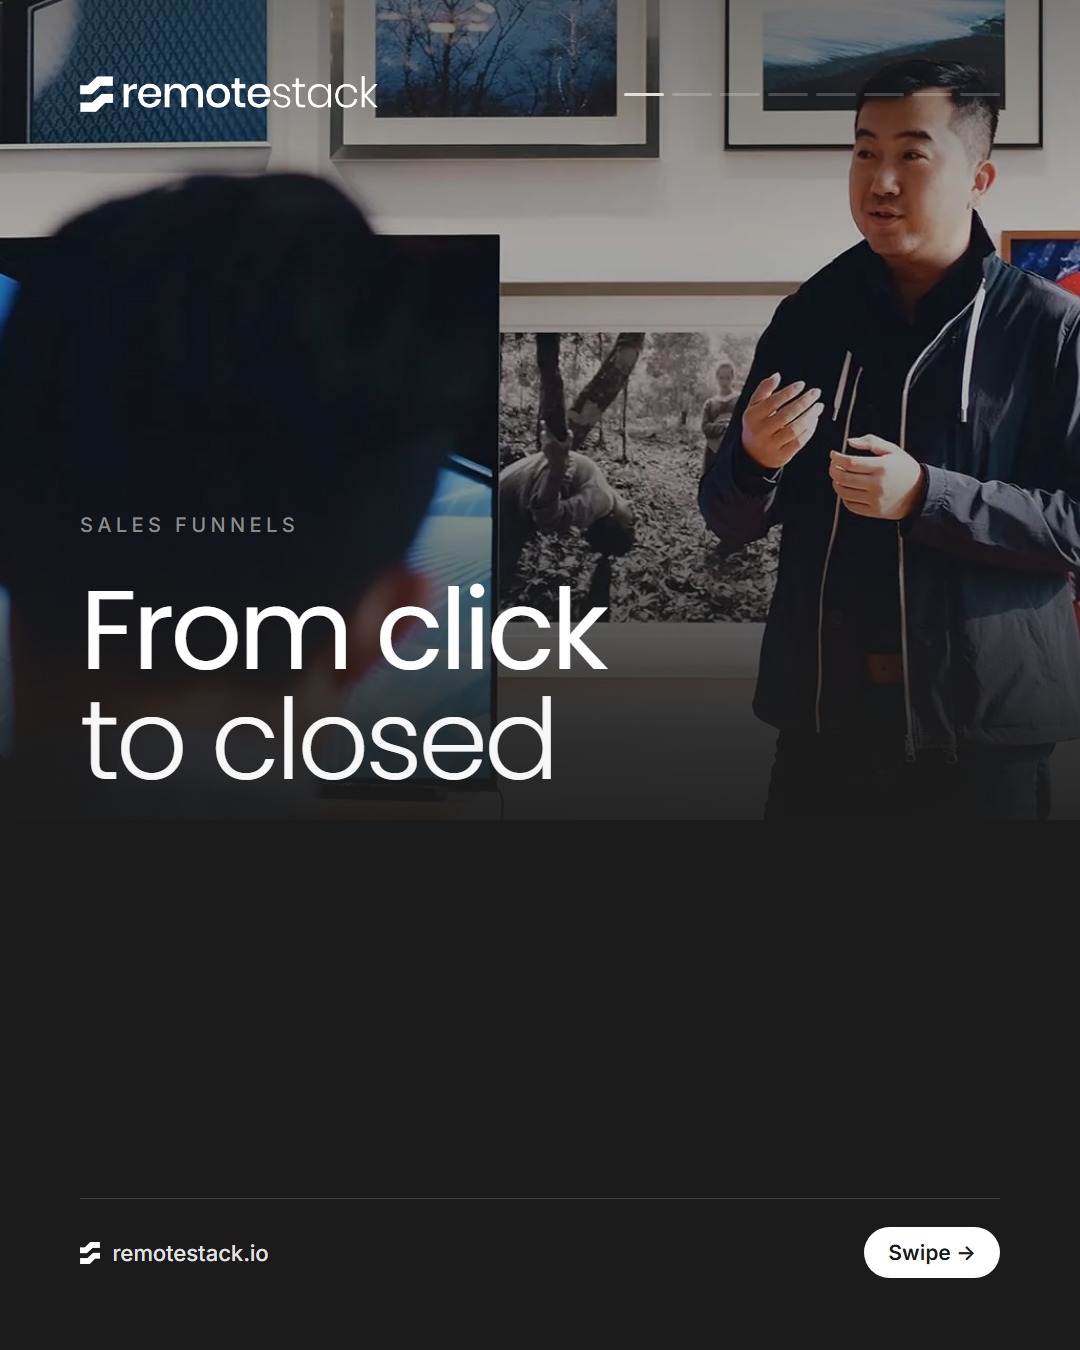 remotestack
SALES FUNNELS
From click
to closed
remotestack.io
Swipe →